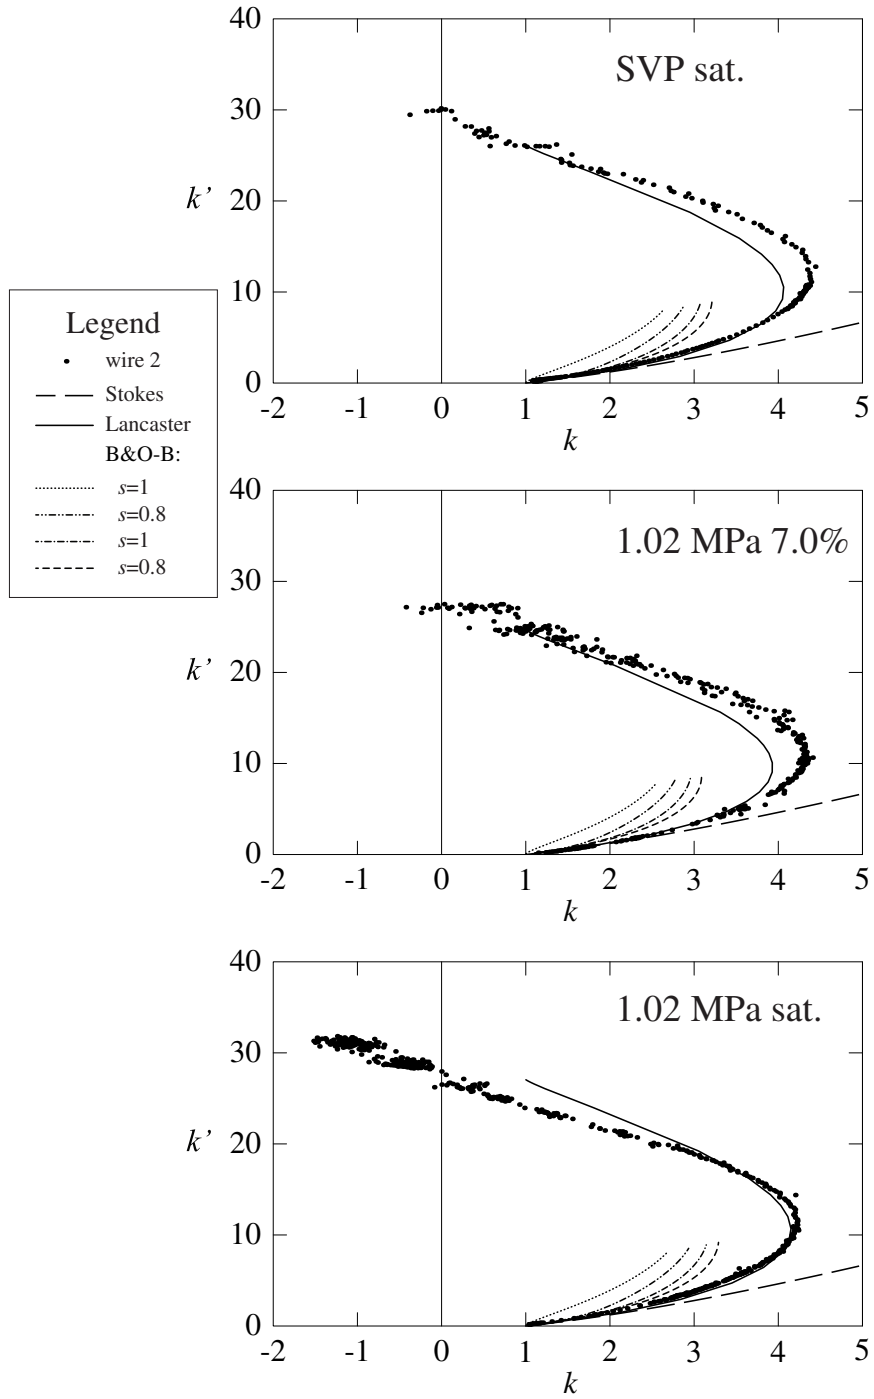 40
SVP sat.
30
k’
20
10
0
-2 -1 0 1 2 3 4 5
k
Legend
wire 2
Stokes
Lancaster
B&O-B:
s=1
s=0.8
s=1
s=0.8
40
1.02 MPa 7.0%
30
k’
20
10
0
-2 -1 0 1 2 3 4 5
k
40
1.02 MPa sat.
30
k’
20
10
0
-2 -1 0 1 2 3 4 5
k